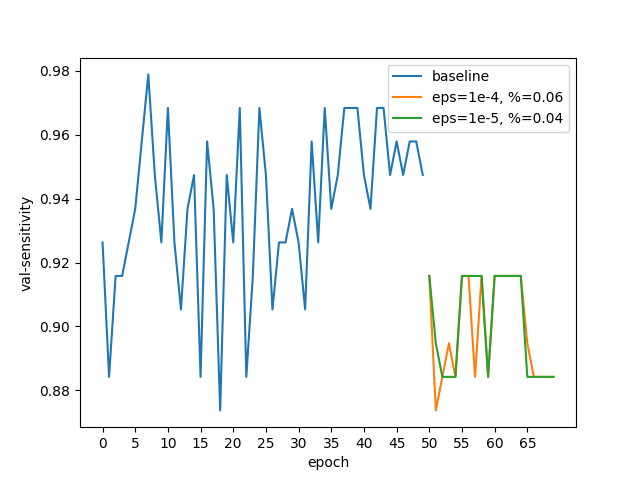 baseline
eps=1e-4, %=0.06
eps=1e-5, %=0.04
0.98
0.96
0.94
0.92
0.90
0.88
val-sensitivity
0 5 10 15 20 25 30 35 40 45 50 55 60 65
epoch